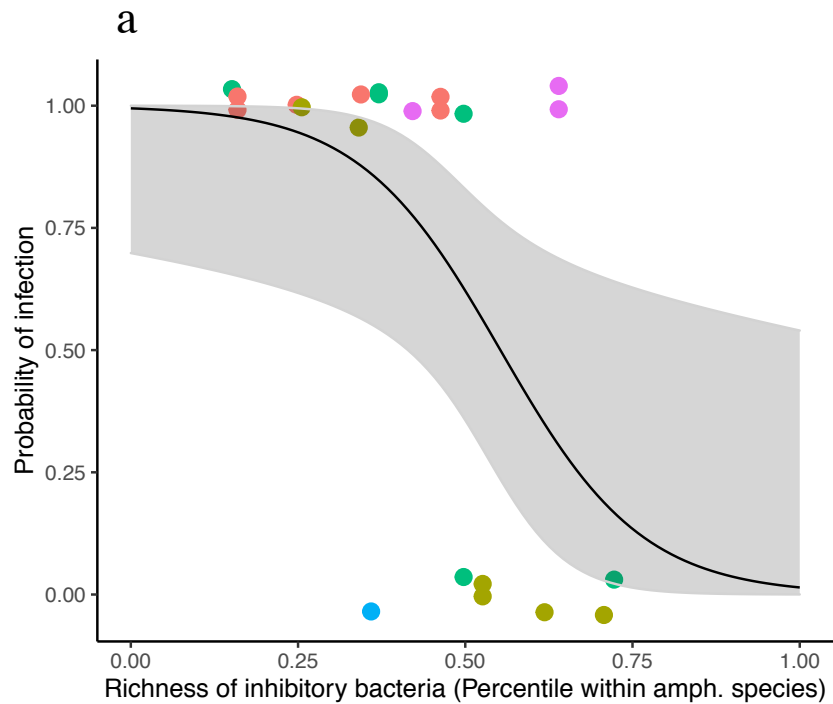 a
1.00
0.75
0.50
0.25
0.00
Probability of infection
0.00 0.25 0.50 0.75 1.00
Richness of inhibitory bacteria (Percentile within amph. species)